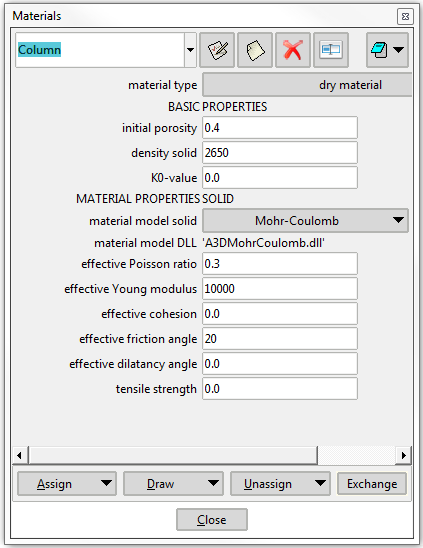 Materials
Column
material type dry material
BASIC PROPERTIES
initial porosity 0.4
density solid 2650
K0-value 0.0
MATERIAL PROPERTIES SOLID
material model solid Mohr-Coulomb
material model DLL 'A3DMohrCoulomb.dll'
effective Poisson ratio 0.3
effective Young modulus 10000
effective cohesion 0.0
effective friction angle 20
effective dilatancy angle 0.0
tensile strength 0.0
Assign Draw Unassign Exchange
Close